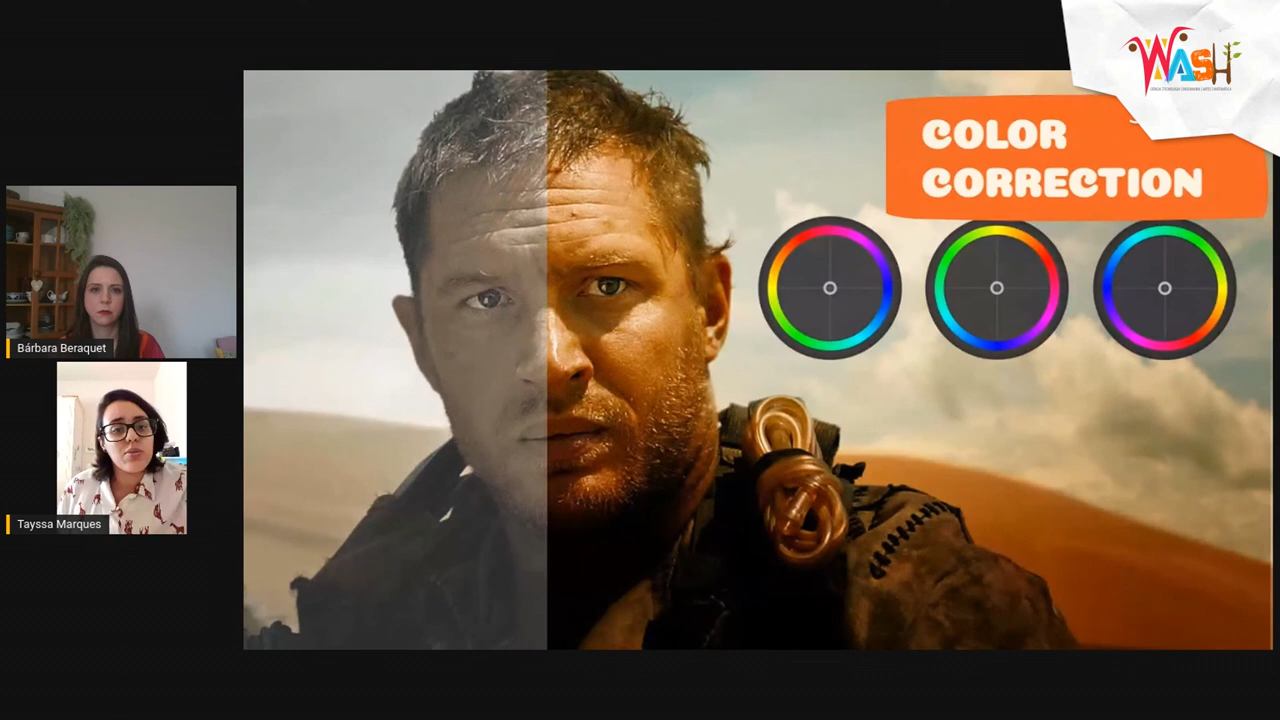 WASH
COLOR
CORRECTION
Bárbara Beraquet
Tayssa Marques